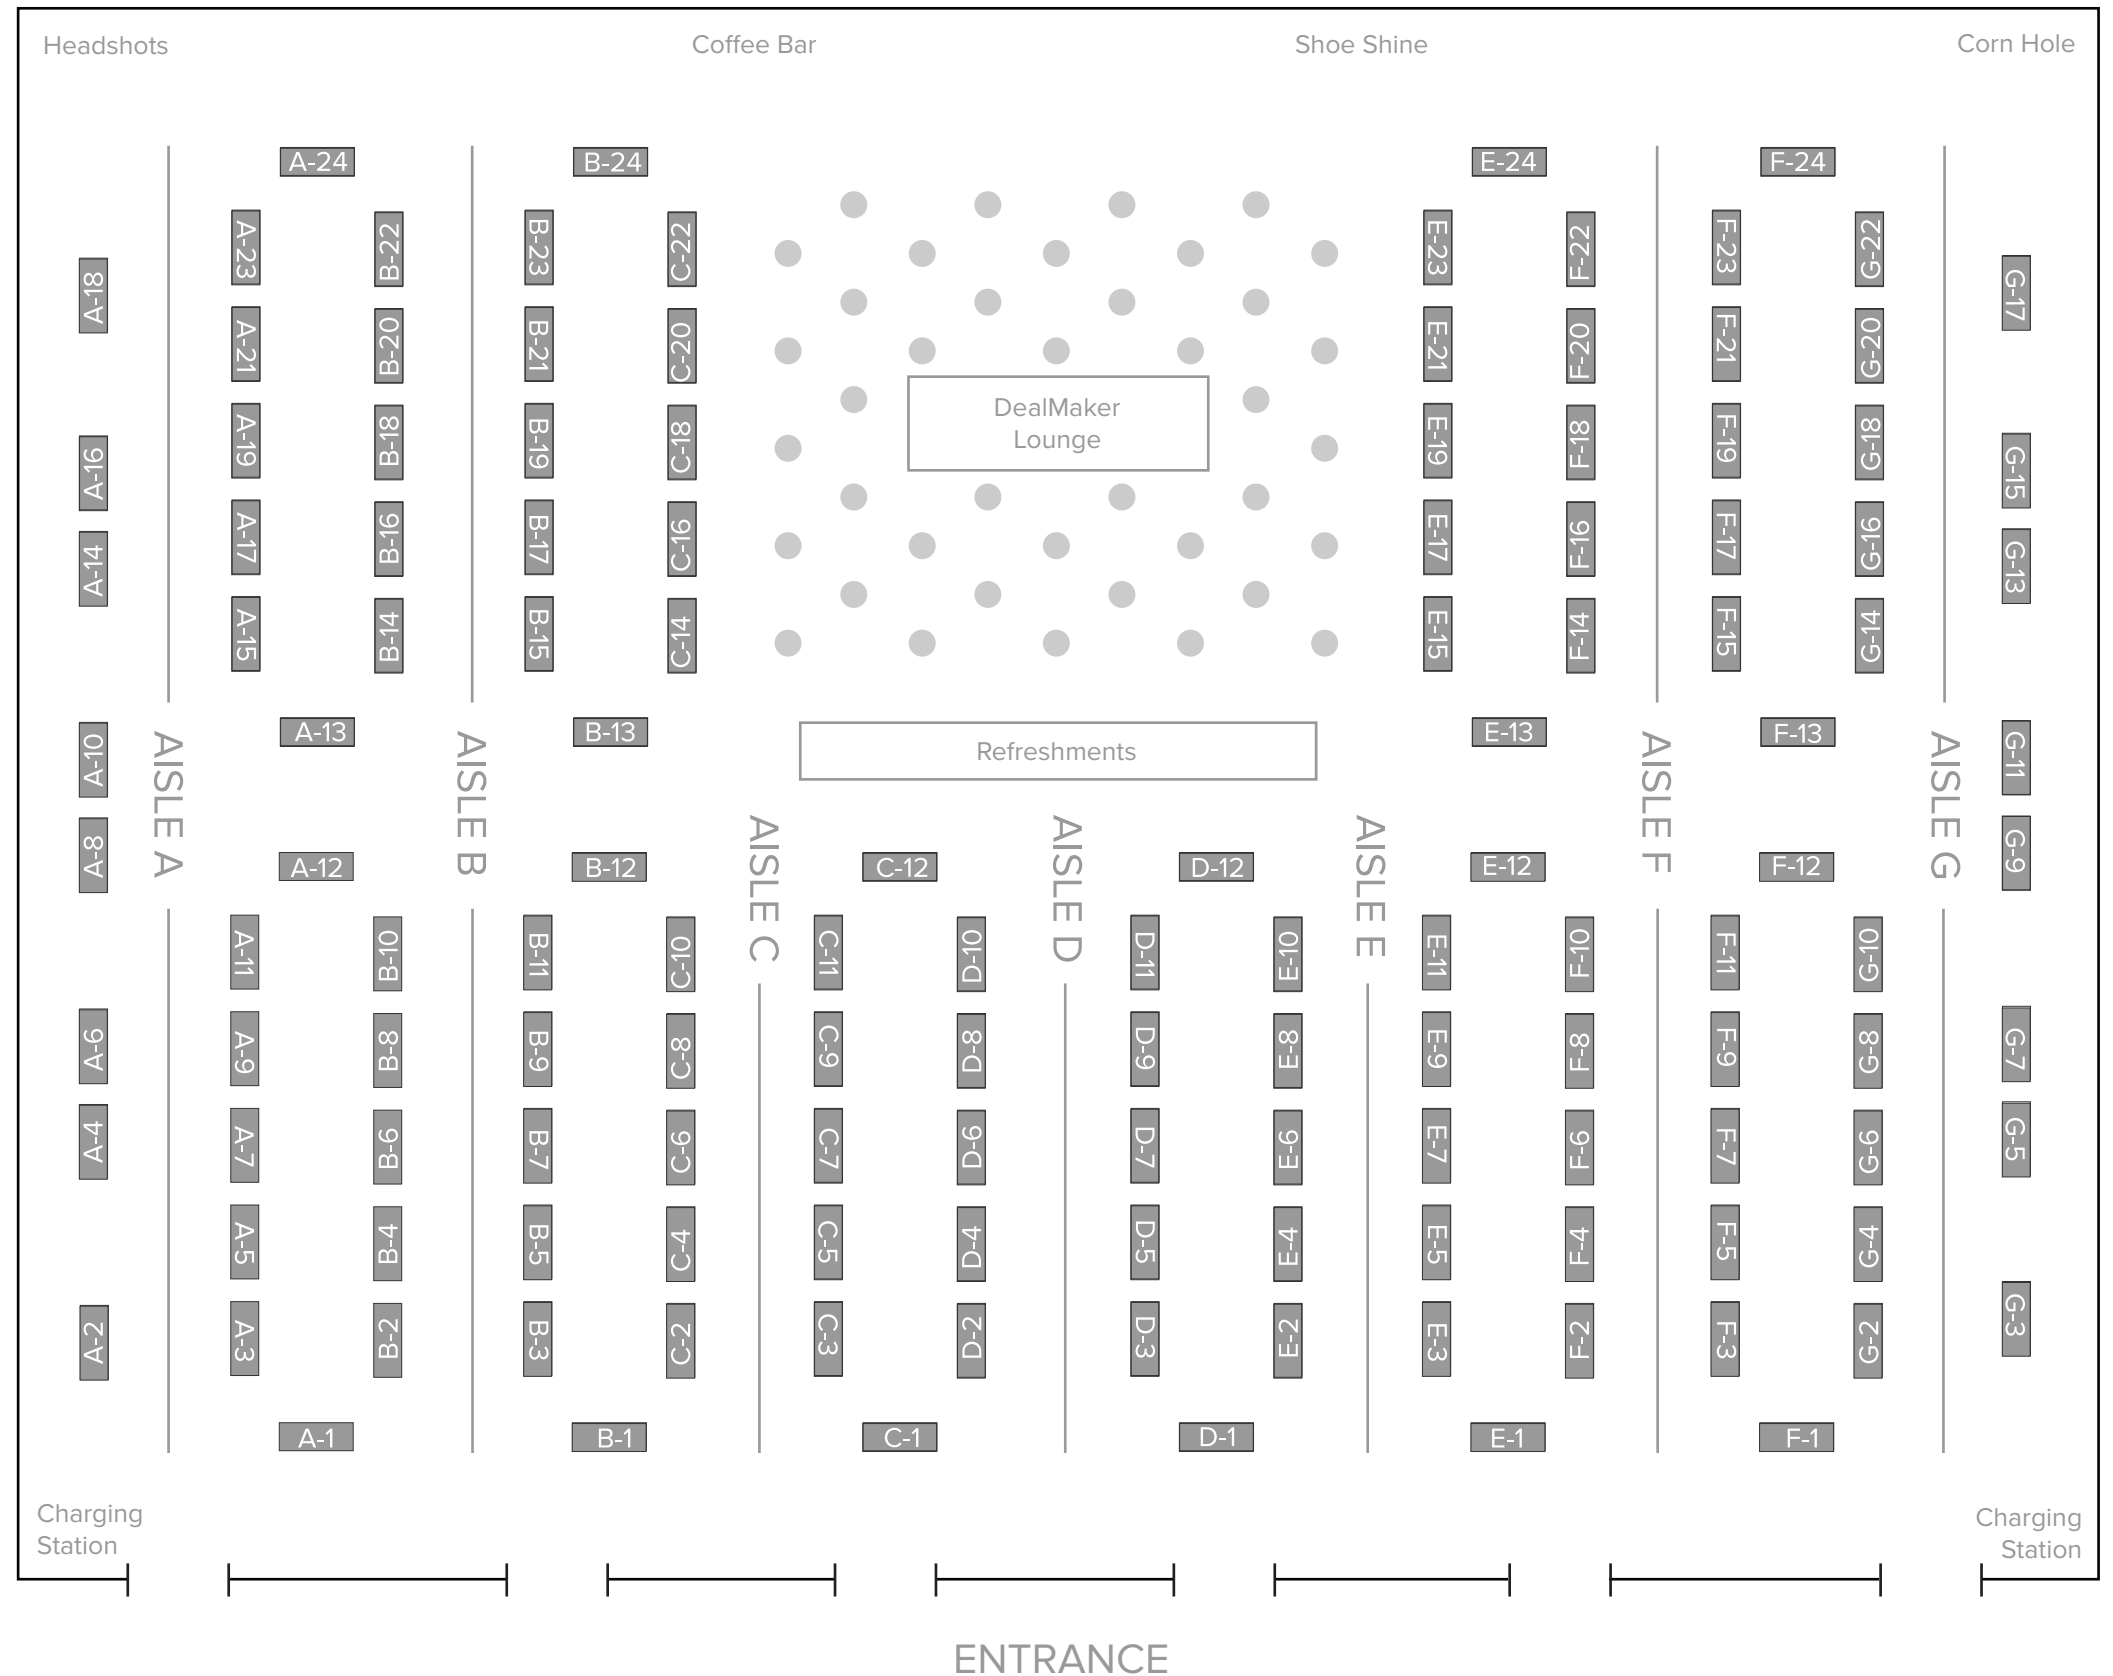 Headshots
Coffee Bar
Shoe Shine
Corn Hole
A-24
B-24
E-24
F-24
A-18
A-23
B-22
B-23
C-22
E-23
F-22
F-23
G-22
G-17
A-21
B-20
B-21
C-20
E-21
F-20
F-21
G-20
DealMaker
Lounge
A-16
A-19
B-18
B-19
C-18
E-19
F-18
F-19
G-18
G-15
A-14
A-17
B-16
B-17
C-16
E-17
F-16
F-17
G-16
G-13
A-15
B-14
B-15
C-14
E-15
F-14
F-15
G-14
A-13
B-13
E-13
F-13
Refreshments
A-10
AISLE A
AISLE B
AISLE C
AISLE D
AISLE E
AISLE F
AISLE G
G-11
A-8
A-12
B-12
C-12
D-12
E-12
F-12
G-9
A-11
B-10
B-11
C-10
C-11
D-10
D-11
E-10
E-11
F-10
F-11
G-10
A-6
A-9
B-8
B-9
C-8
C-9
D-8
D-9
E-8
E-9
F-8
F-9
G-8
G-7
A-4
A-7
B-6
B-7
C-6
C-7
D-6
D-7
E-6
E-7
F-6
F-7
G-6
G-5
A-5
B-4
B-5
C-4
C-5
D-4
D-5
E-4
E-5
F-4
F-5
G-4
A-2
A-3
B-2
B-3
C-2
C-3
D-2
D-3
E-2
E-3
F-2
F-3
G-2
G-3
A-1
B-1
C-1
D-1
E-1
F-1
Charging
Station
Charging
Station
ENTRANCE